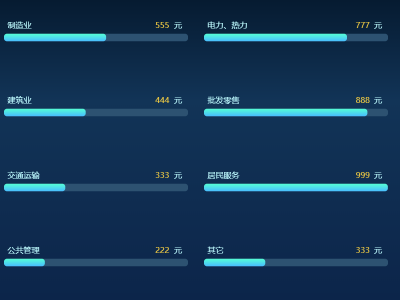 制造业 555 元
电力、热力 777 元
建筑业 444 元
批发零售 888 元
交通运输 333 元
居民服务 999 元
公共管理 222 元
其它 333 元